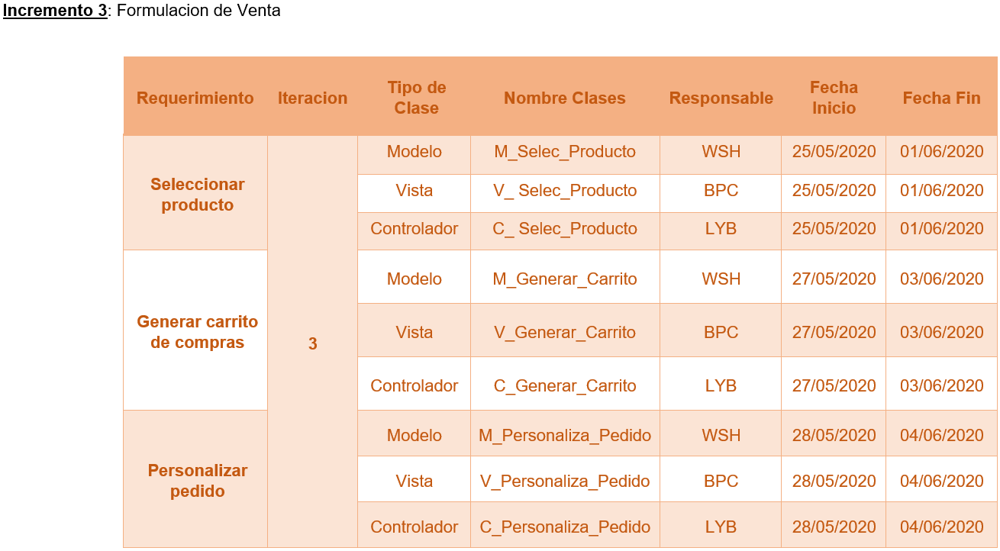 Incremento 3: Formulacion de Venta
Requerimiento Iteracion Tipo de Clase Nombre Clases Responsable Fecha Inicio Fecha Fin
Seleccionar producto 3 Modelo M_Selec_Producto WSH 25/05/2020 01/06/2020
Vista V_ Selec_Producto BPC 25/05/2020 01/06/2020
Controlador C_ Selec_Producto LYB 25/05/2020 01/06/2020
Generar carrito de compras Modelo M_Generar_Carrito WSH 27/05/2020 03/06/2020
Vista V_Generar_Carrito BPC 27/05/2020 03/06/2020
Controlador C_Generar_Carrito LYB 27/05/2020 03/06/2020
Personalizar pedido Modelo M_Personaliza_Pedido WSH 28/05/2020 04/06/2020
Vista V_Personaliza_Pedido BPC 28/05/2020 04/06/2020
Controlador C_Personaliza_Pedido LYB 28/05/2020 04/06/2020